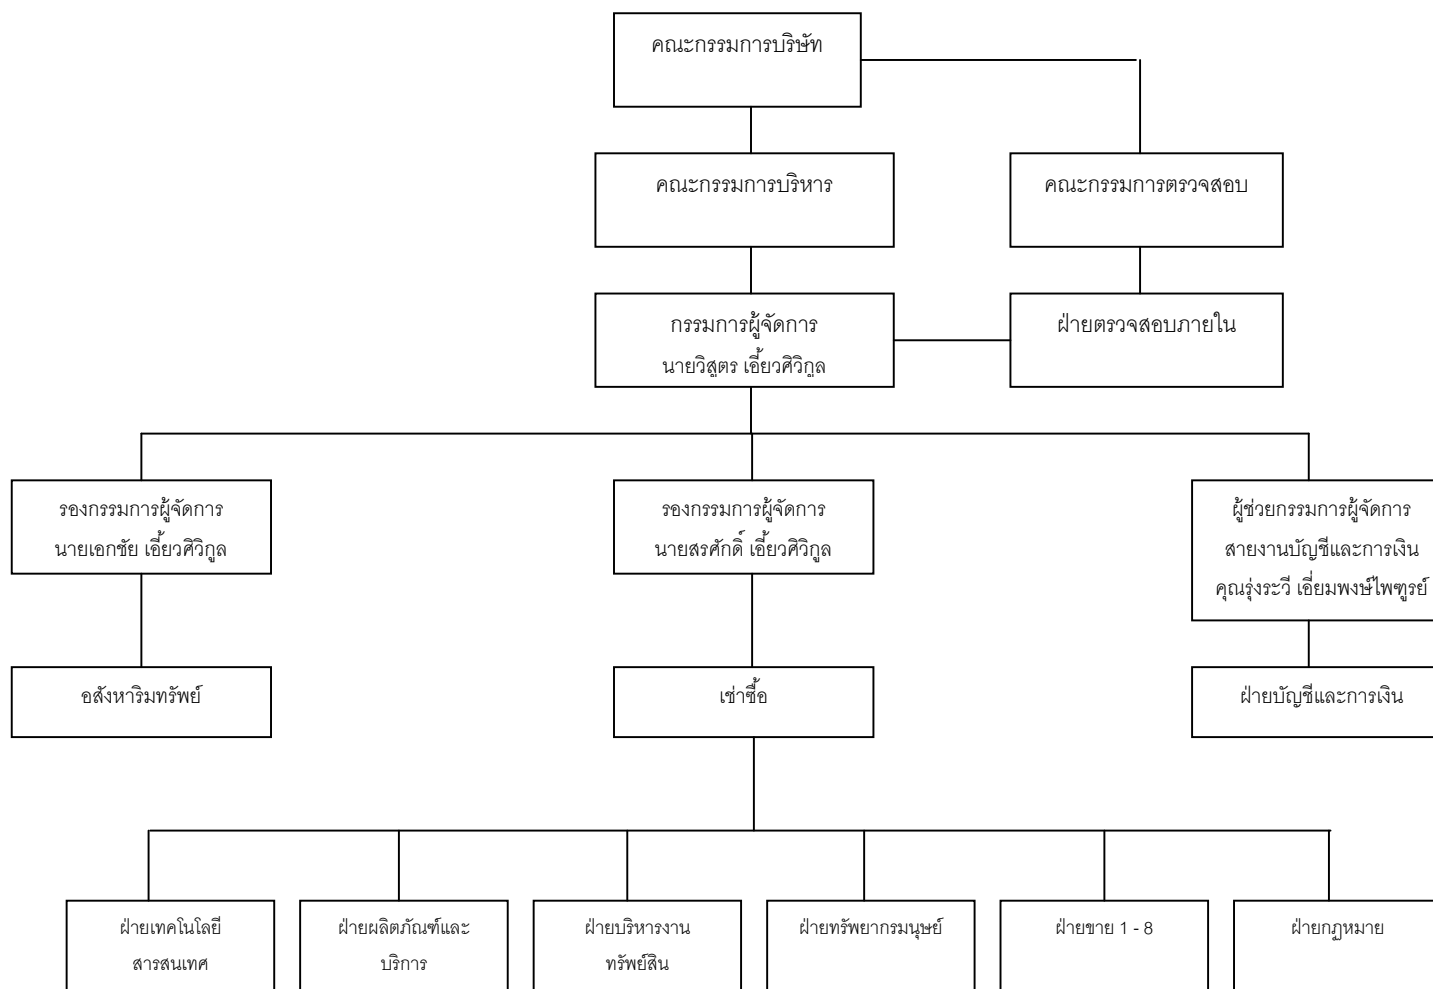 คณะกรรมการบริษัท
คณะกรรมการบริหาร
คณะกรรมการตรวจสอบ
กรรมการผู้จัดการ
นายวิสูตร เอี้ยวศิวิกูล
ฝ่ายตรวจสอบภายใน
รองกรรมการผู้จัดการ
นายเอกชัย เอี้ยวศิวิกูล
รองกรรมการผู้จัดการ
นายสรศักดิ์ เอี้ยวศิวิกูล
ผู้ช่วยกรรมการผู้จัดการ
สายงานบัญชีและการเงิน
คุณรุ่งระวี เอี่ยมพงษ์ไพฑูรย์
อสังหาริมทรัพย์
เช่าซื้อ
ฝ่ายบัญชีและการเงิน
ฝ่ายเทคโนโลยี
สารสนเทศ
ฝ่ายผลิตภัณฑ์และ
บริการ
ฝ่ายบริหารงาน
ทรัพย์สิน
ฝ่ายทรัพยากรมนุษย์
ฝ่ายขาย 1 - 8
ฝ่ายกฎหมาย